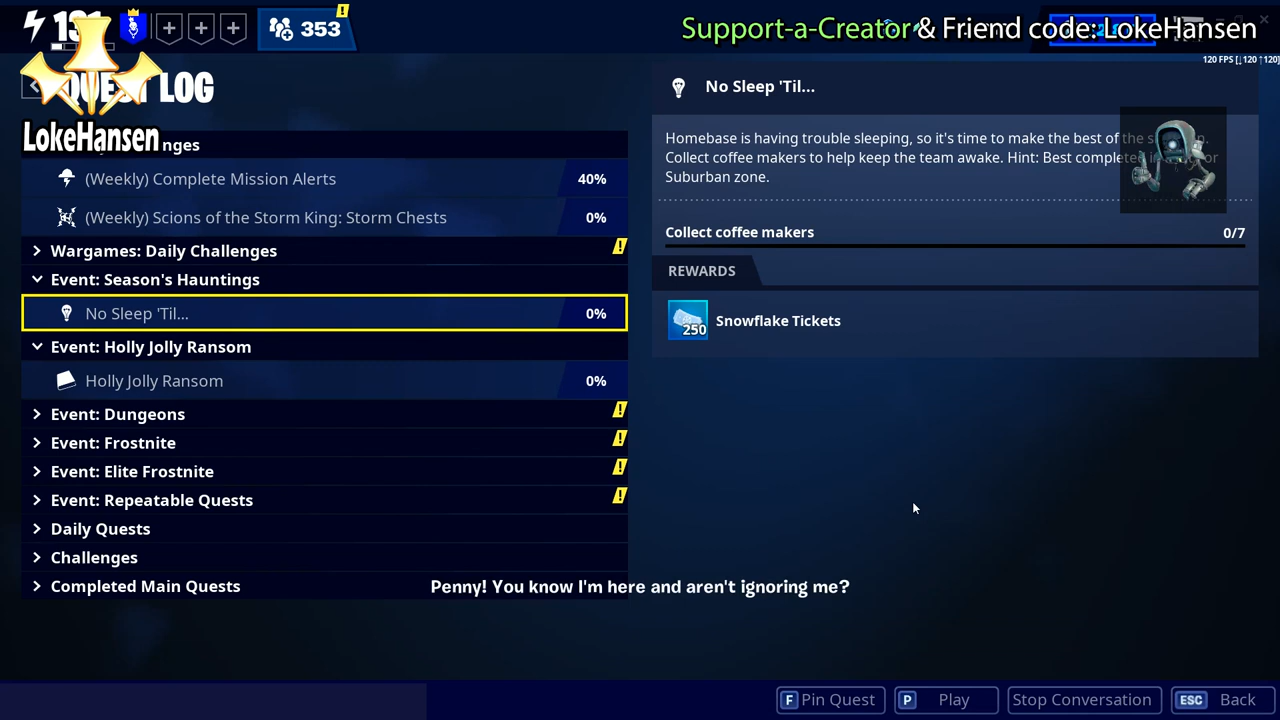 131
353
Support-a-Creator & Friend code: LokeHansen
120 FPS [↓120 ↑120]
QUEST LOG
LokeHansen
nges
(Weekly) Complete Mission Alerts 40%
(Weekly) Scions of the Storm King: Storm Chests 0%
Wargames: Daily Challenges
Event: Season's Hauntings
No Sleep 'Til... 0%
Event: Holly Jolly Ransom
Holly Jolly Ransom 0%
Event: Dungeons
Event: Frostnite
Event: Elite Frostnite
Event: Repeatable Quests
Daily Quests
Challenges
Completed Main Quests
No Sleep 'Til...
Homebase is having trouble sleeping, so it's time to make the best of the
Collect coffee makers to help keep the team awake. Hint: Best completed in or
Suburban zone.
Collect coffee makers 0/7
REWARDS
250 Snowflake Tickets
Penny! You know I'm here and aren't ignoring me?
F Pin Quest
P Play
Stop Conversation
ESC Back